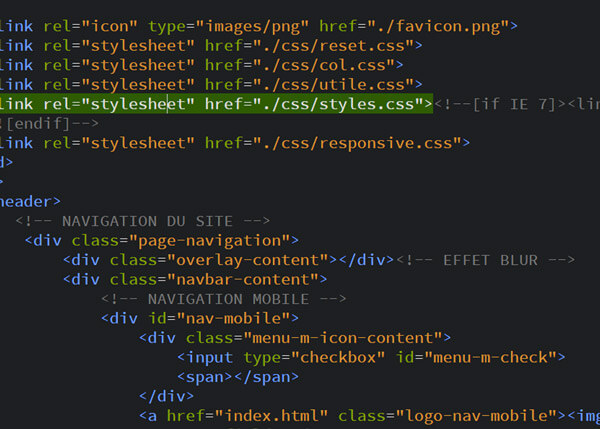 link rel="icon" type="images/png" href="./favicon.png">
link rel="stylesheet" href="./css/reset.css">
link rel="stylesheet" href="./css/col.css">
link rel="stylesheet" href="./css/utile.css">
link rel="stylesheet" href="./css/styles.css"><!--[if IE 7]><lin
![endif]-->
link rel="stylesheet" href="./css/responsive.css">
d>
>
header>
<!-- NAVIGATION DU SITE -->
<div class="page-navigation">
<div class="overlay-content"></div><!-- EFFET BLUR -->
<div class="navbar-content">
<!-- NAVIGATION MOBILE -->
<div id="nav-mobile">
<div class="menu-m-icon-content">
<input type="checkbox" id="menu-m-check">
<span></span>
</div>
<a href="index.html" class="logo-nav-mobile"><img